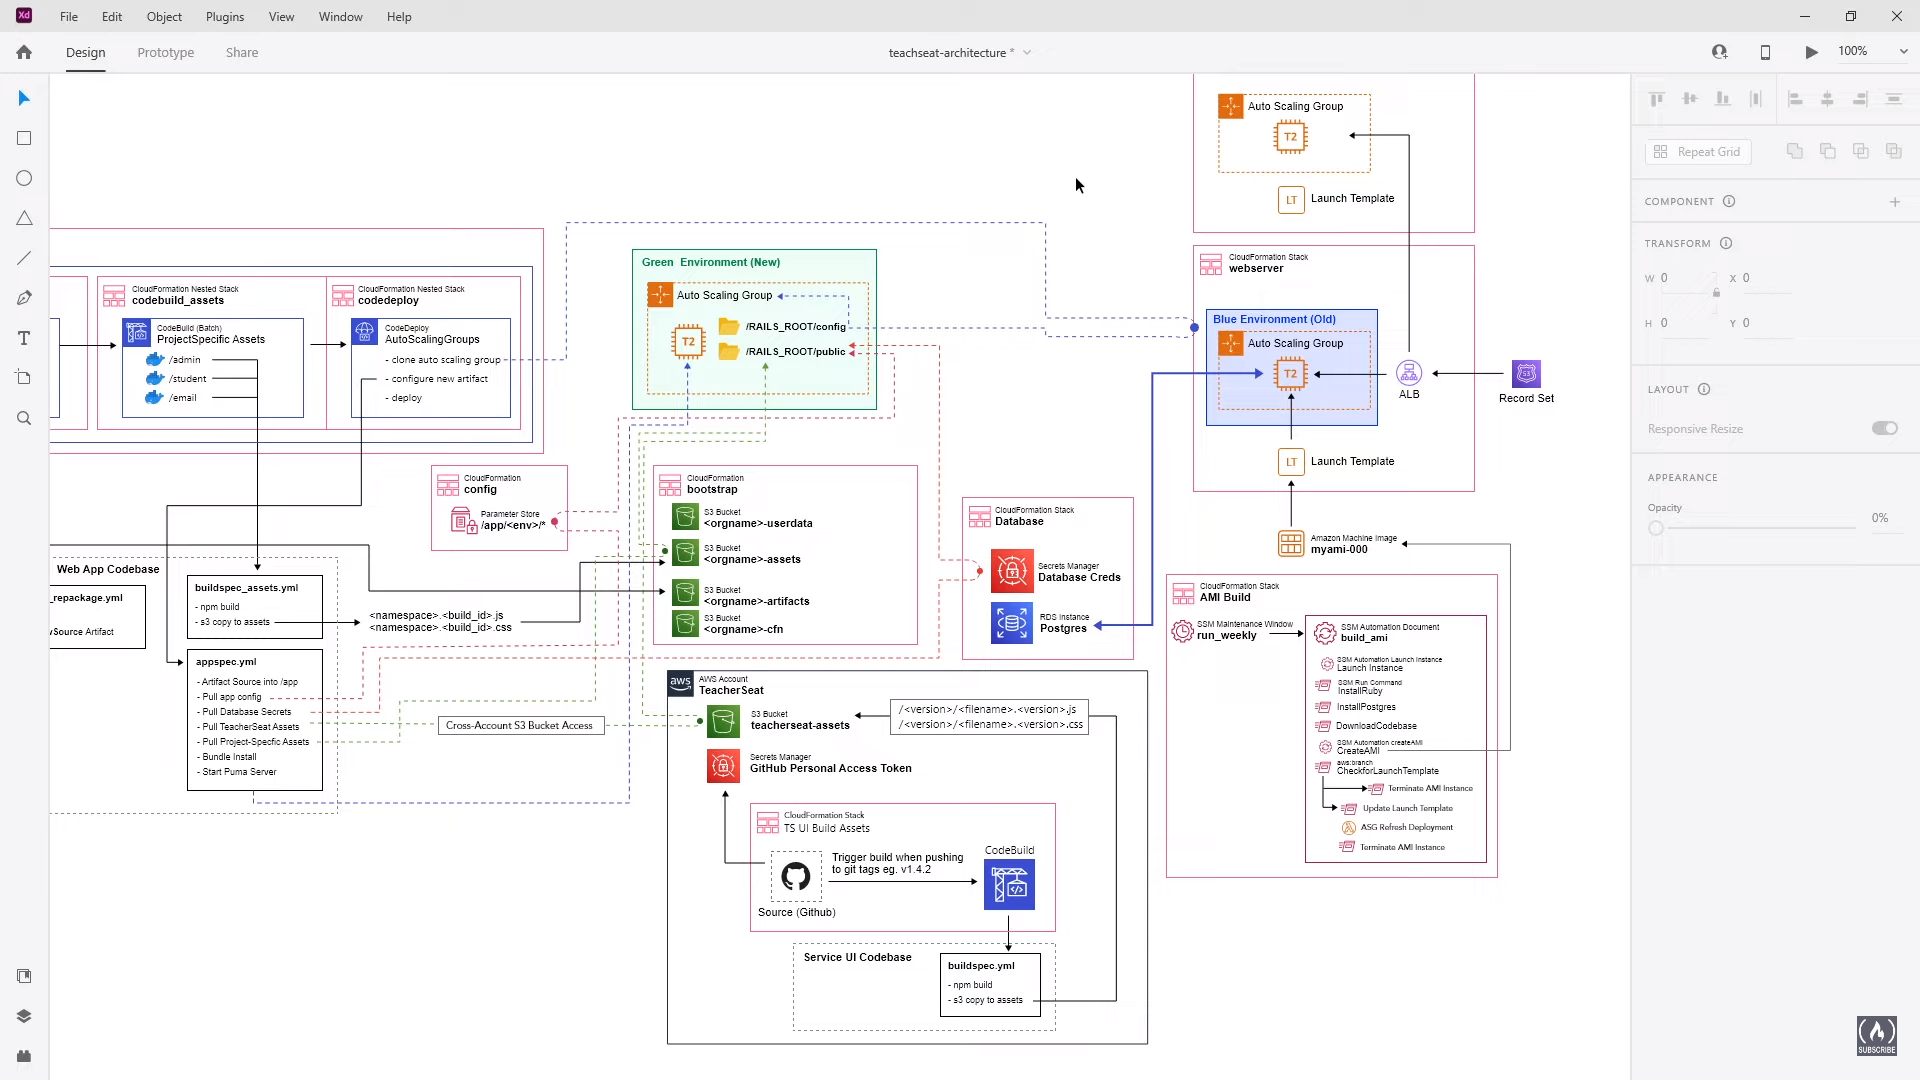 Xd
File
Edit
Object
Plugins
View
Window
Help
Design
Prototype
Share
teachseat-architecture *
100%
Auto Scaling Group
T2
LT
Launch Template
CloudFormation Stack
webserver
Blue Environment (Old)
Auto Scaling Group
T2
ALB
Record Set
LT
Launch Template
Amazon Machine Image
myami-000
Green Environment (New)
Auto Scaling Group
T2
/RAILS_ROOT/config
/RAILS_ROOT/public
CloudFormation Nested Stack
codebuild_assets
CodeBuild (Batch)
ProjectSpecific Assets
/admin
/student
/email
CloudFormation Nested Stack
codedeploy
CodeDeploy
AutoScalingGroups
- clone auto scaling group
- configure new artifact
- deploy
CloudFormation
config
Parameter Store
/app/<env>/*
CloudFormation
bootstrap
S3 Bucket
<orgname>-userdata
S3 Bucket
<orgname>-assets
S3 Bucket
<orgname>-artifacts
S3 Bucket
<orgname>-cfn
CloudFormation Stack
Database
Secrets Manager
Database Creds
RDS Instance
Postgres
Web App Codebase
_repackage.yml
Source Artifact
buildspec_assets.yml
- npm build
- s3 copy to assets
<namespace>.<build_id>.js
<namespace>.<build_id>.css
appspec.yml
- Artifact Source into /app
- Pull app config
- Pull Database Secrets
- Pull TeacherSeat Assets
- Pull Project-Specfic Assets
- Bundle Install
- Start Puma Server
Cross-Account S3 Bucket Access
aws
AWS Account
TeacherSeat
S3 Bucket
teacherseat-assets
/<version>/<filename>.<version>.js
/<version>/<filename>.<version>.css
Secrets Manager
GitHub Personal Access Token
CloudFormation Stack
TS UI Build Assets
Source (Github)
Trigger build when pushing
to git tags eg. v1.4.2
CodeBuild
Service UI Codebase
buildspec.yml
- npm build
- s3 copy to assets
CloudFormation Stack
AMI Build
SSM Maintenance Window
run_weekly
SSM Automation Document
build_ami
SSM Automation Launch Instance
Launch Instance
SSM Run Command
InstallRuby
InstallPostgres
DownloadCodebase
SSM Automation createAMI
CreateAMI
aws:branch
CheckforLaunchTemplate
Terminate AMI Instance
Update Launch Template
ASG Refresh Deployment
Terminate AMI Instance
Repeat Grid
COMPONENT
TRANSFORM
W 0
X 0
H 0
Y 0
LAYOUT
Responsive Resize
APPEARANCE
Opacity
0%
SUBSCRIBE